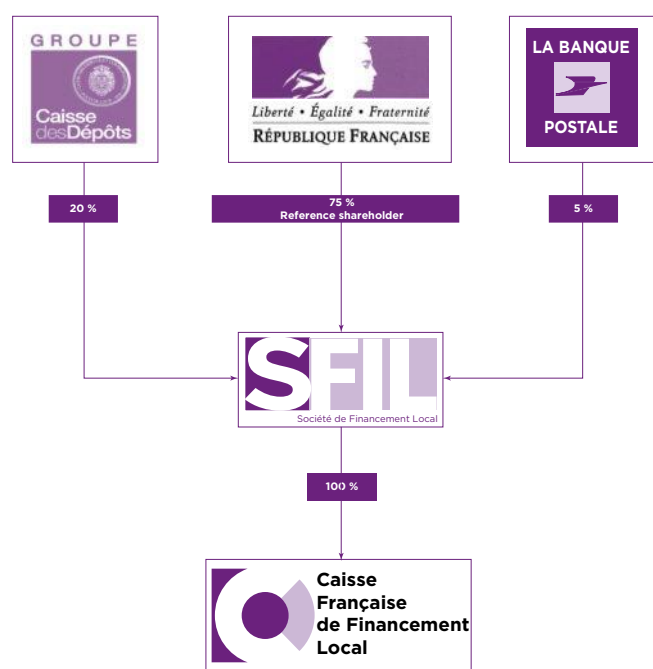 GROUPE
Caisse
desDépôts
Liberté • Égalité • Fraternité
RÉPUBLIQUE FRANÇAISE
LA BANQUE
POSTALE
20 %
75 %
Reference shareholder
5 %
SFIL
Société de Financement Local
100 %
Caisse
Française
de Financement
Local